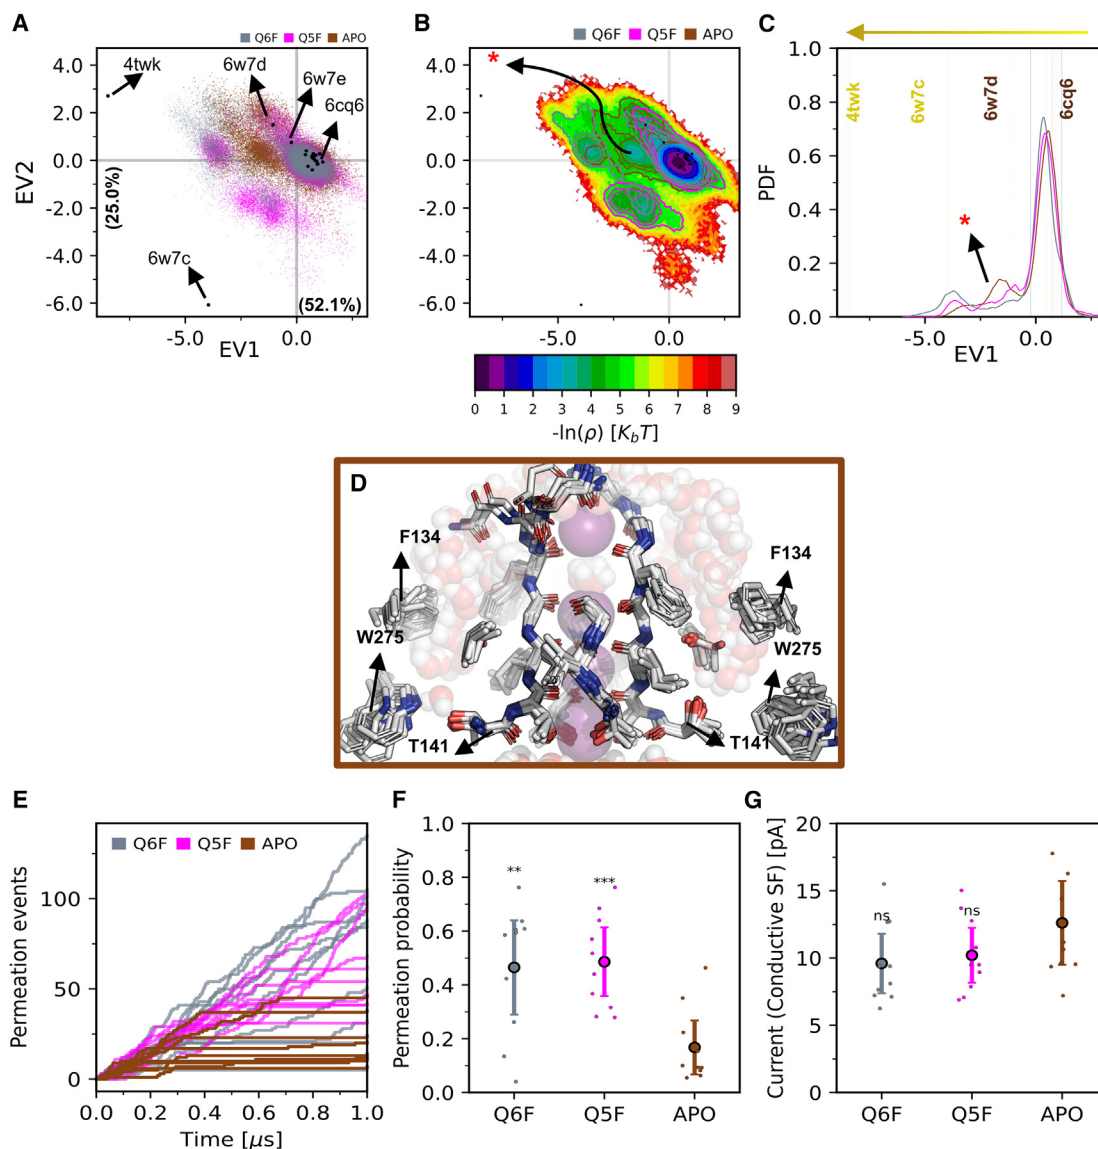 A
Q6F Q5F APO
4twk
6w7d
6w7e
6cq6
6w7c
4.0
2.0
0.0
-2.0
-4.0
-6.0
EV2
(25.0%)
(52.1%)
-5.0 0.0
EV1
B
Q6F Q5F APO
*
4.0
2.0
0.0
-2.0
-4.0
-6.0
-5.0 0.0
EV1
0 1 2 3 4 5 6 7 8 9
-ln(ρ) [K_bT]
C
1.0
0.8
0.6
0.4
0.2
0.0
PDF
4twk
6w7c
6w7d
6cq6
*
-5.0 0.0
EV1
D
F134
W275
T141
F134
W275
T141
E
Q6F Q5F APO
100
50
0
Permeation events
0.0 0.2 0.4 0.6 0.8 1.0
Time [μs]
F
1.0
0.8
0.6
0.4
0.2
0.0
Permeation probability
**
***
Q6F Q5F APO
G
20
15
10
5
0
Current (Conductive SF) [pA]
ns
ns
Q6F Q5F APO